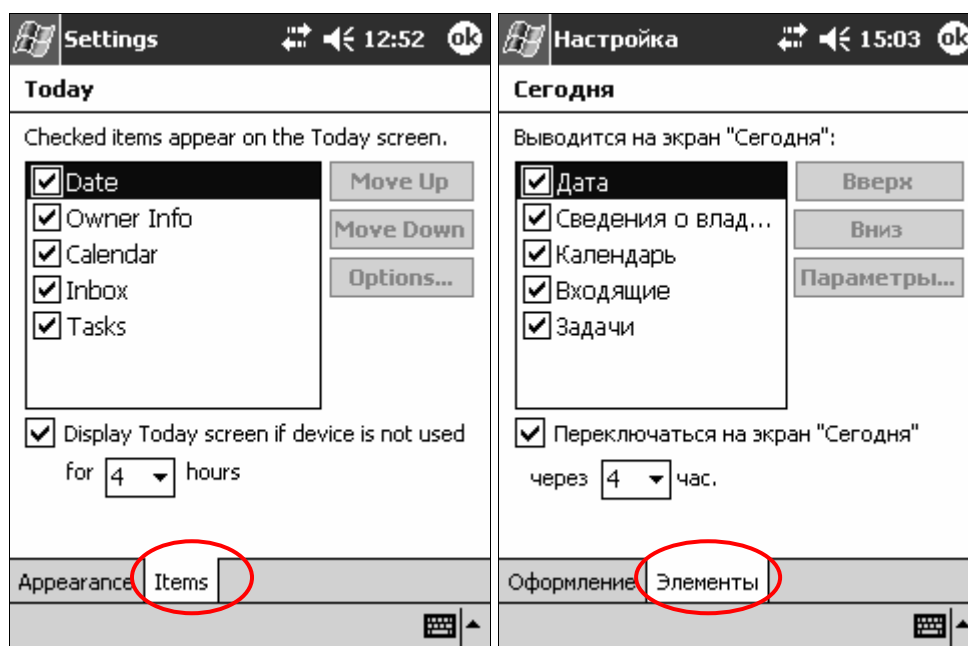 Settings 12:52 ok
Today
Checked items appear on the Today screen.
Date
Owner Info
Calendar
Inbox
Tasks
Move Up
Move Down
Options...
Display Today screen if device is not used
for 4 hours
Appearance Items
Настройка 15:03 ok
Сегодня
Выводится на экран "Сегодня":
Дата
Сведения о влад...
Календарь
Входящие
Задачи
Вверх
Вниз
Параметры...
Переключаться на экран "Сегодня"
через 4 час.
Оформление Элементы